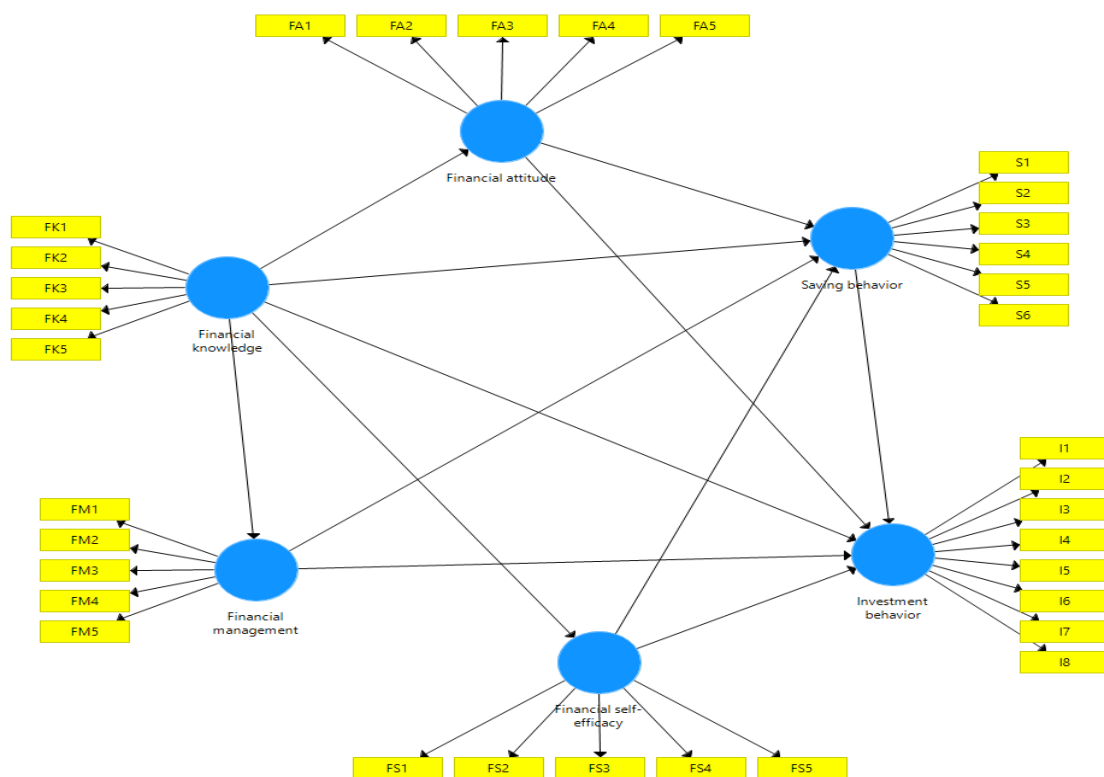 FA1
FA2
FA3
FA4
FA5
Financial attitude
S1
S2
S3
S4
S5
S6
Saving behavior
FK1
FK2
FK3
FK4
FK5
Financial
knowledge
FM1
FM2
FM3
FM4
FM5
Financial
management
I1
I2
I3
I4
I5
I6
I7
I8
Investment
behavior
Financial self-
efficacy
FS1
FS2
FS3
FS4
FS5